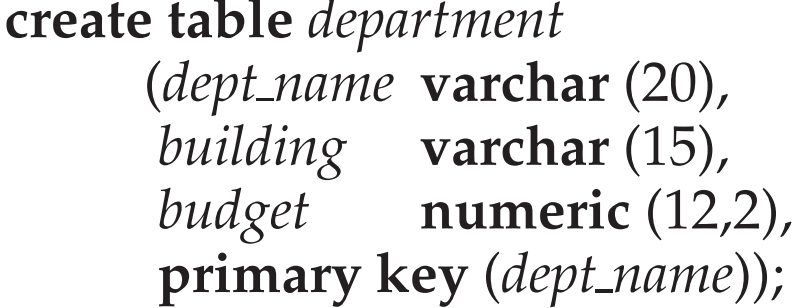 create table department
(dept_name varchar (20),
building varchar (15),
budget numeric (12,2),
primary key (dept_name));